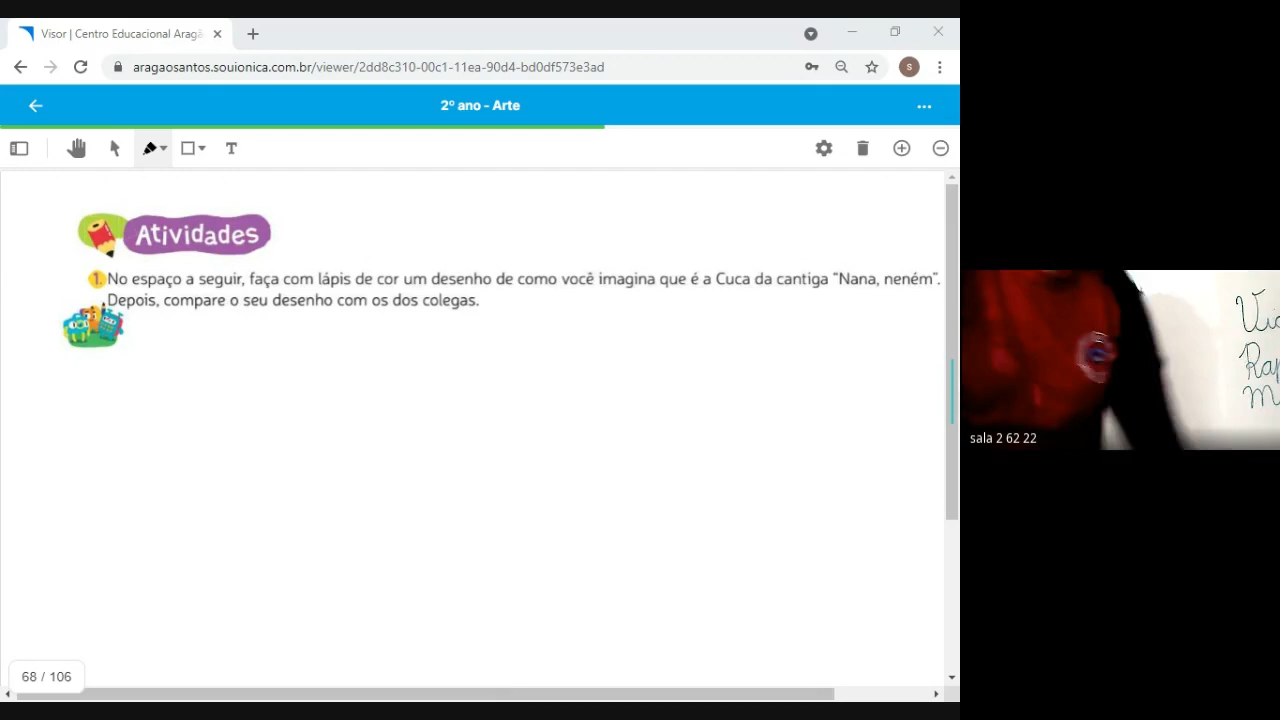 Visor | Centro Educacional Aragã
aragaosantos.souionica.com.br/viewer/2dd8c310-00c1-11ea-90d4-bd0df573e3ad
s
2º ano - Arte
T
Atividades
1. No espaço a seguir, faça com lápis de cor um desenho de como você imagina que é a Cuca da cantiga “Nana, neném”.
Depois, compare o seu desenho com os dos colegas.
68 / 106
sala 2 62 22